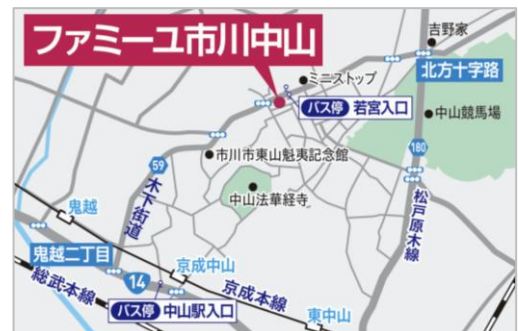 ファミーユ市川中山
吉野家
北方十字路
ミニストップ
バス停 若宮入口
中山競馬場
180
市川市東山魁夷記念館
59
木下街道
中山法華経寺
松戸原木線
鬼越
鬼越二丁目
京成中山
14
京成本線
総武本線
バス停 中山駅入口
東中山